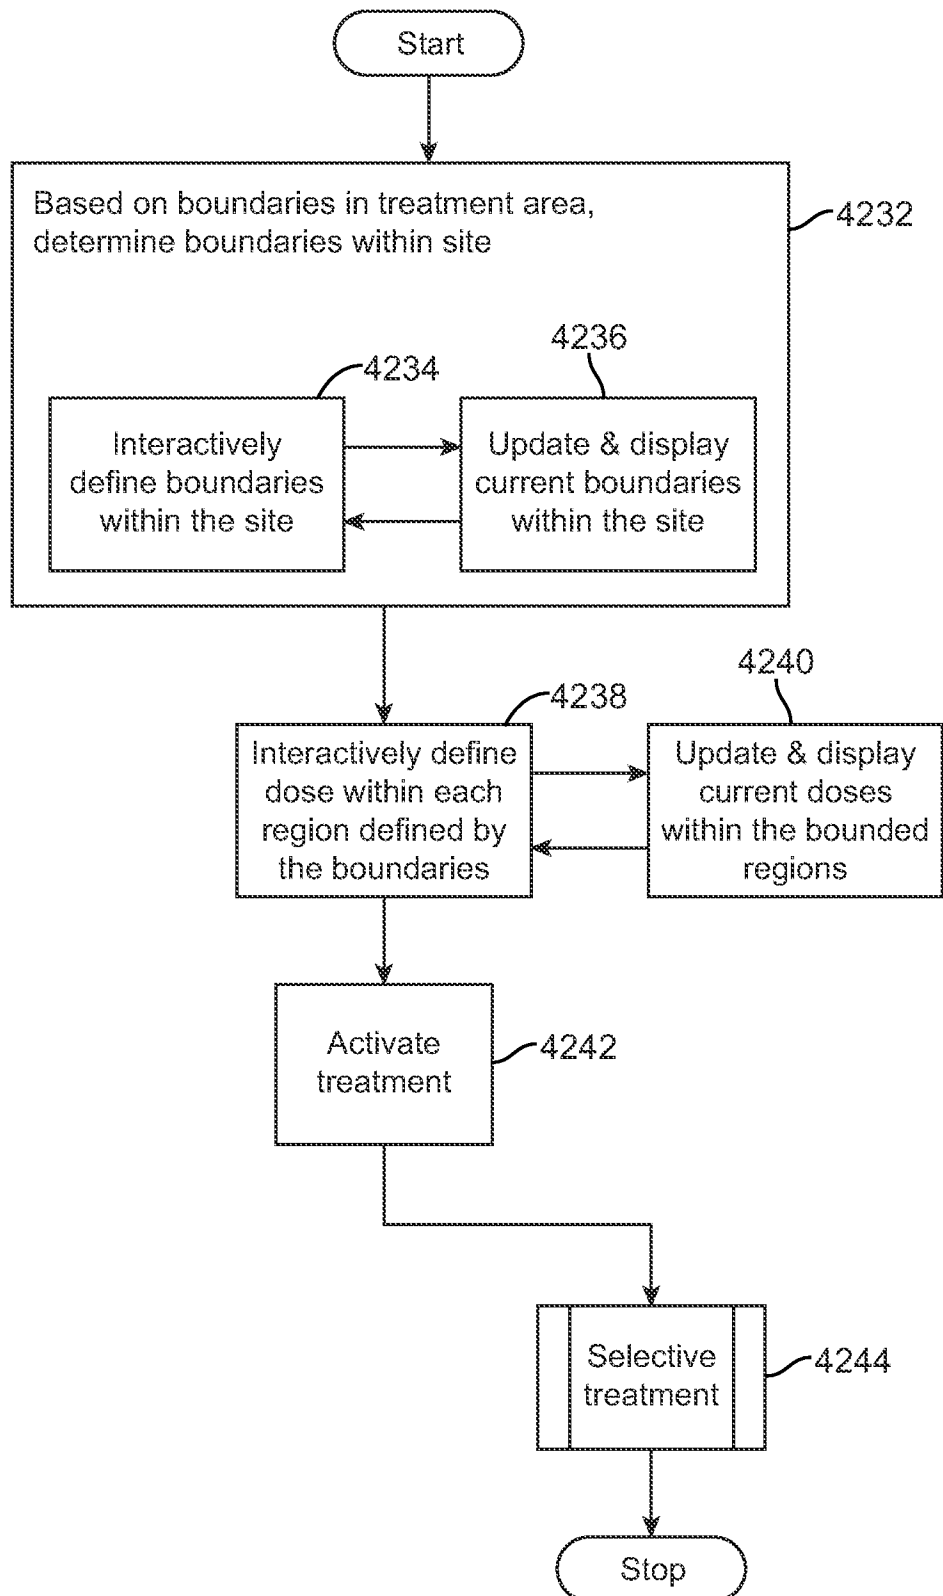 Start
Based on boundaries in treatment area,
determine boundaries within site
4232
4234
4236
Interactively
define boundaries
within the site
Update & display
current boundaries
within the site
4238
4240
Interactively define
dose within each
region defined by
the boundaries
Update & display
current doses
within the bounded
regions
Activate
treatment
4242
Selective
treatment
4244
Stop